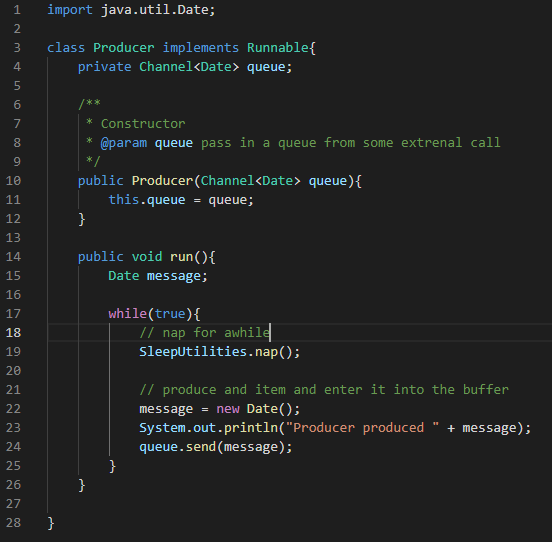 1 import java.util.Date;
2
3 class Producer implements Runnable{
4 private Channel<Date> queue;
5
6 /**
7 * Constructor
8 * @param queue pass in a queue from some extrenal call
9 */
10 public Producer(Channel<Date> queue){
11 this.queue = queue;
12 }
13
14 public void run(){
15 Date message;
16
17 while(true){
18 // nap for awhile
19 SleepUtilities.nap();
20
21 // produce and item and enter it into the buffer
22 message = new Date();
23 System.out.println("Producer produced " + message);
24 queue.send(message);
25 }
26 }
27
28 }